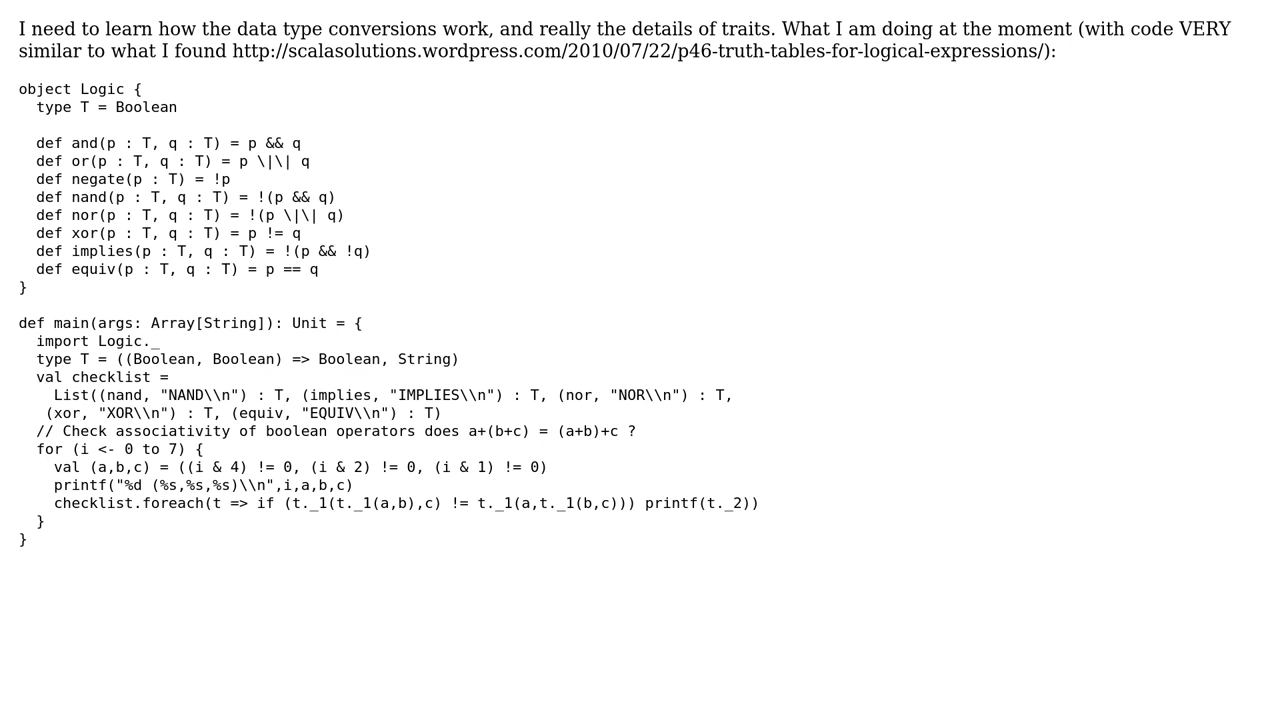 I need to learn how the data type conversions work, and really the details of traits. What I am doing at the moment (with code VERY
similar to what I found http://scalasolutions.wordpress.com/2010/07/22/p46-truth-tables-for-logical-expressions/):
object Logic {
  type T = Boolean

  def and(p : T, q : T) = p && q
  def or(p : T, q : T) = p \|\| q
  def negate(p : T) = !p
  def nand(p : T, q : T) = !(p && q)
  def nor(p : T, q : T) = !(p \|\| q)
  def xor(p : T, q : T) = p != q
  def implies(p : T, q : T) = !(p && !q)
  def equiv(p : T, q : T) = p == q
}

def main(args: Array[String]): Unit = {
  import Logic._
  type T = ((Boolean, Boolean) => Boolean, String)
  val checklist =
    List((nand, "NAND\\n") : T, (implies, "IMPLIES\\n") : T, (nor, "NOR\\n") : T,
   (xor, "XOR\\n") : T, (equiv, "EQUIV\\n") : T)
  // Check associativity of boolean operators does a+(b+c) = (a+b)+c ?
  for (i <- 0 to 7) {
    val (a,b,c) = ((i & 4) != 0, (i & 2) != 0, (i & 1) != 0)
    printf("%d (%s,%s,%s)\\n",i,a,b,c)
    checklist.foreach(t => if (t._1(t._1(a,b),c) != t._1(a,t._1(b,c))) printf(t._2))
  }
}